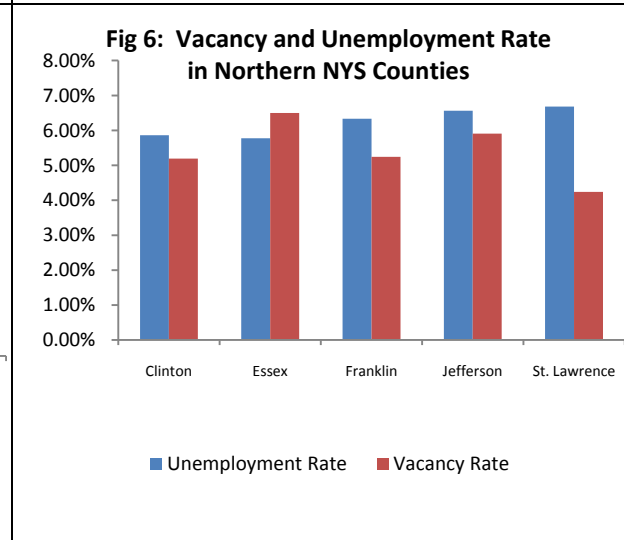 Fig 6: Vacancy and Unemployment Rate
in Northern NYS Counties
8.00%
7.00%
6.00%
5.00%
4.00%
3.00%
2.00%
1.00%
0.00%
Clinton Essex Franklin Jefferson St. Lawrence
Unemployment Rate Vacancy Rate